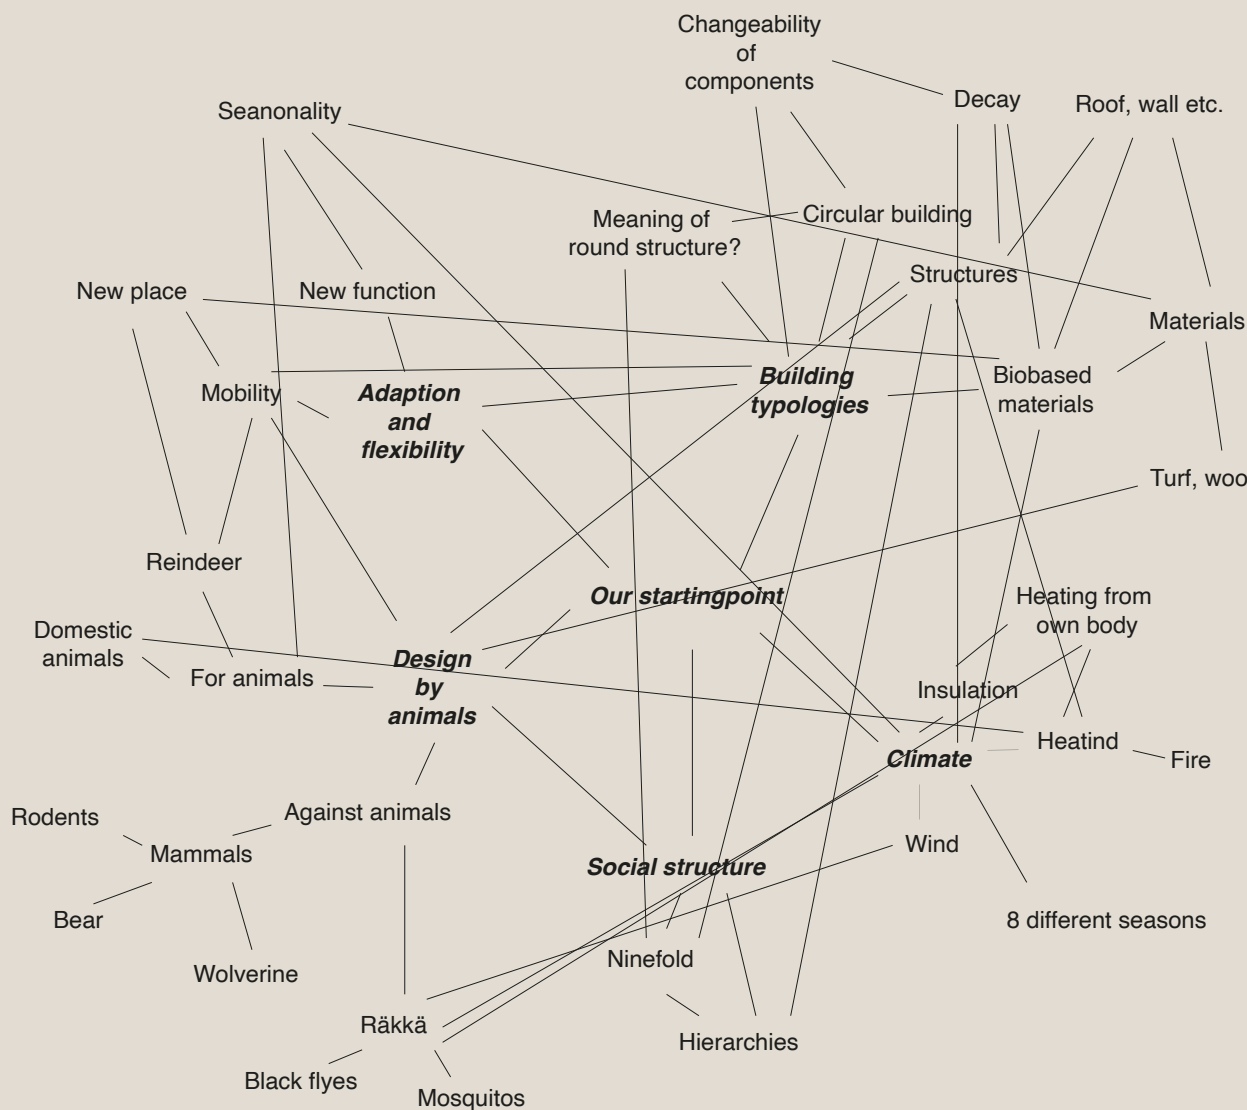 Changeability
of
components
Decay
Roof, wall etc.
Seanonality
Meaning of
round structure?
Circular building
Structures
New place
New function
Materials
Mobility
Adaption
and
flexibility
Building
typologies
Biobased
materials
Turf, woo
Reindeer
Our startingpoint
Heating from
own body
Domestic
animals
For animals
Design
by
animals
Insulation
Heatind
Climate
Fire
Rodents
Against animals
Mammals
Wind
Social structure
Bear
8 different seasons
Wolverine
Ninefold
Räkkä
Hierarchies
Black flyes
Mosquitos